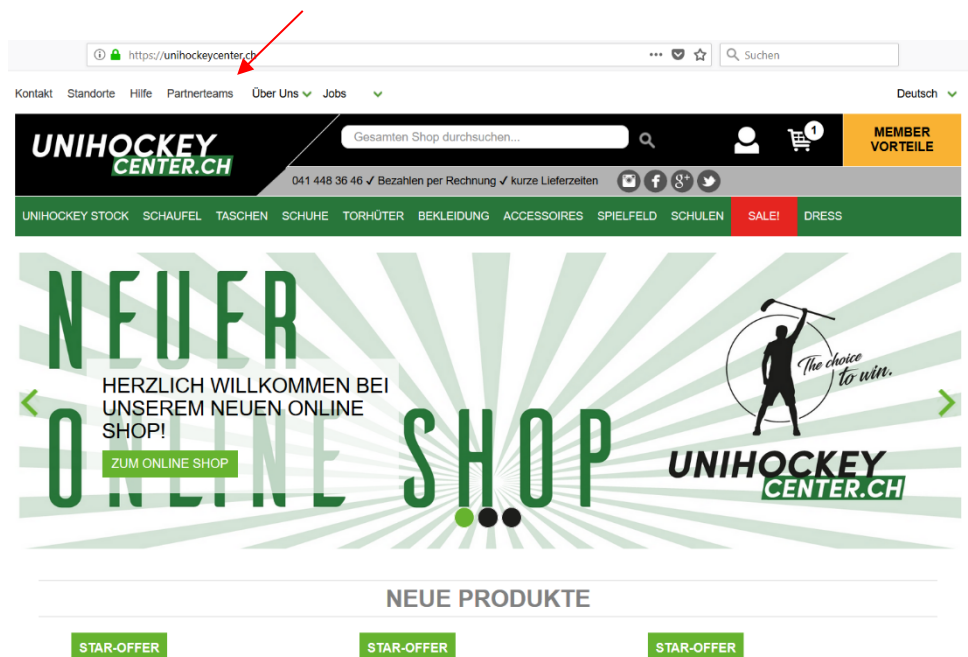 https://unihockeycenter.ch
Suchen
Kontakt Standorte Hilfe Partnerteams Über Uns Jobs Deutsch
UNIHOCKEY
CENTER.CH
Gesamten Shop durchsuchen...
1
MEMBER
VORTEILE
041 448 36 46 ✓ Bezahlen per Rechnung ✓ kurze Lieferzeiten
UNIHOCKEY STOCK SCHAUFEL TASCHEN SCHUHE TORHÜTER BEKLEIDUNG ACCESSOIRES SPIELFELD SCHULEN SALE! DRESS
NEUER
ONLINE SHOP
HERZLICH WILLKOMMEN BEI
UNSEREM NEUEN ONLINE
SHOP!
ZUM ONLINE SHOP
The choice
to win.
UNIHOCKEY
CENTER.CH
NEUE PRODUKTE
STAR-OFFER STAR-OFFER STAR-OFFER